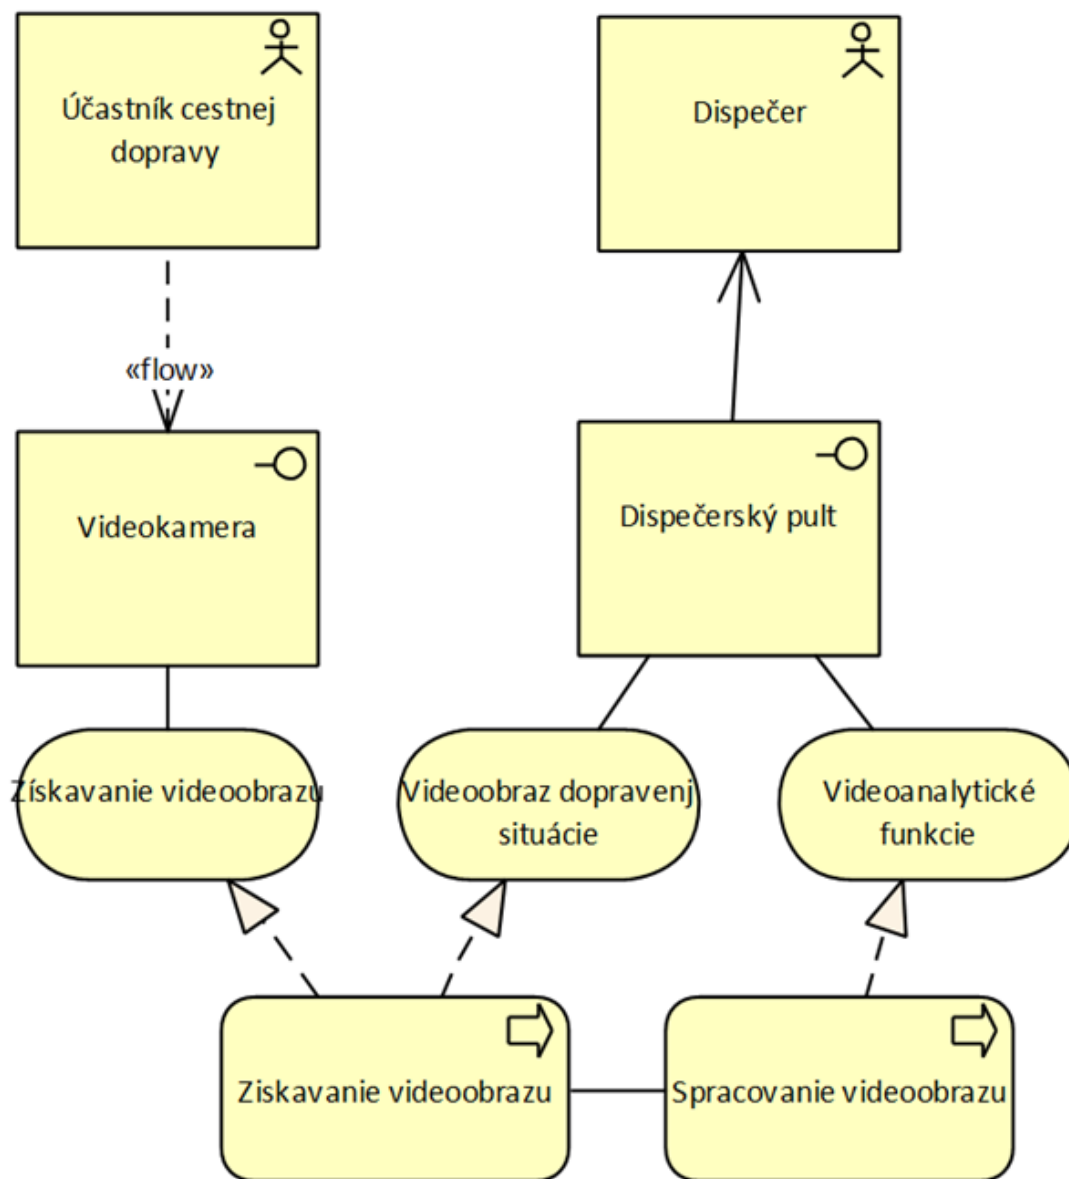 Účastník cestnej
dopravy
Dispečer
«flow»
Videokamera
Dispečerský pult
Získavanie videoobrazu
Videoobraz dopravenj
situácie
Videoanalytické
funkcie
Ziskavanie videoobrazu
Spracovanie videoobrazu